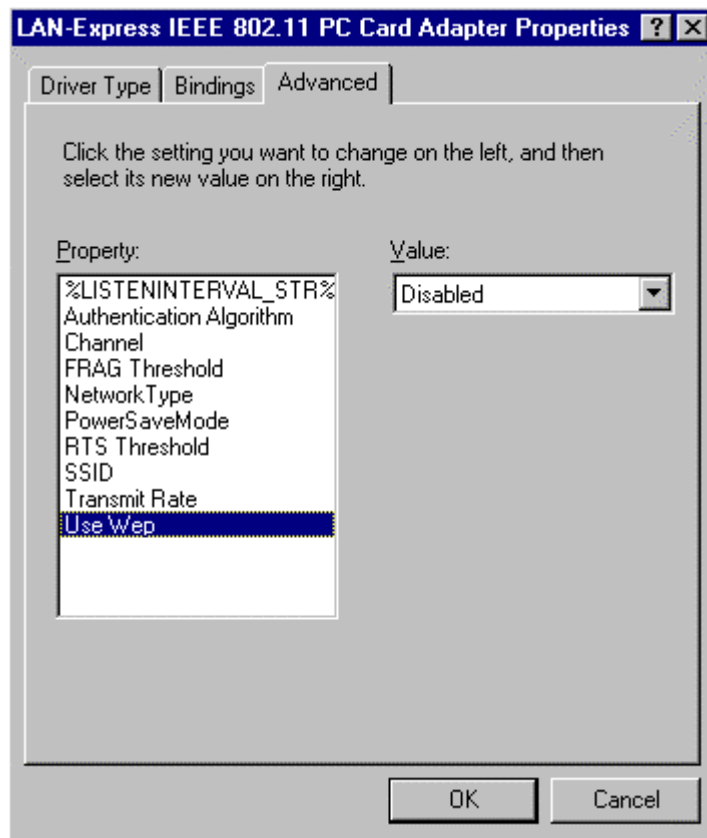 LAN-Express IEEE 802.11 PC Card Adapter Properties
Driver Type Bindings Advanced
Click the setting you want to change on the left, and then
select its new value on the right.
Property:
Value:
%LISTENINTERVAL_STR%
Disabled
Authentication Algorithm
Channel
FRAG Threshold
NetworkType
PowerSaveMode
RTS Threshold
SSID
Transmit Rate
Use Wep
OK
Cancel